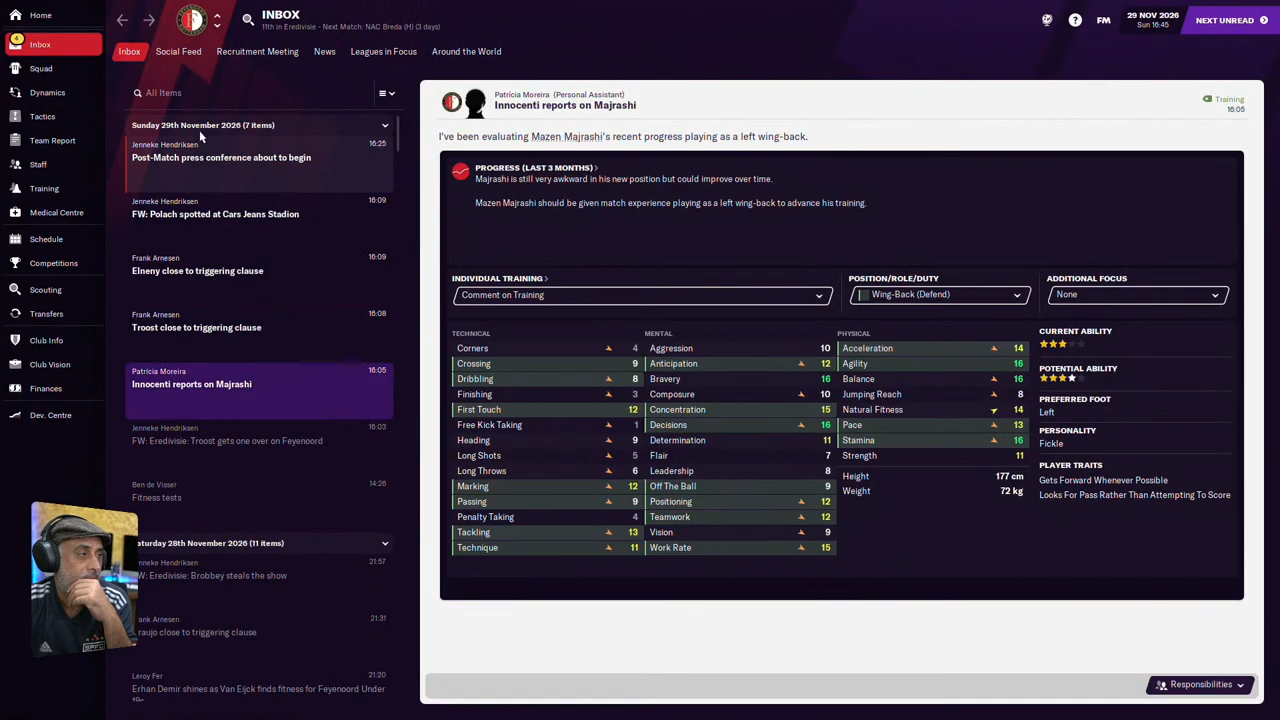 Home
4
Inbox
Squad
Dynamics
Tactics
Team Report
Staff
Training
Medical Centre
Schedule
Competitions
Scouting
Transfers
Club Info
Club Vision
Finances
Dev. Centre
INBOX
11th in Eredivisie - Next Match: NAC Breda (H) (3 days)
?
FM
29 NOV 2026
Sun 16:45
NEXT UNREAD
Inbox
Social Feed
Recruitment Meeting
News
Leagues in Focus
Around the World
All Items
Sunday 29th November 2026 (7 items)
Jenneke Hendriksen 16:25
Post-Match press conference about to begin
Jenneke Hendriksen 16:09
FW: Polach spotted at Cars Jeans Stadion
Frank Arnesen 16:09
Elneny close to triggering clause
Frank Arnesen 16:08
Troost close to triggering clause
Patrícia Moreira 16:05
Innocenti reports on Majrashi
Jenneke Hendriksen 16:03
FW: Eredivisie: Troost gets one over on Feyenoord
Ben de Visser 14:26
Fitness tests
aturday 28th November 2026 (11 items)
nneke Hendriksen 21:57
W: Eredivisie: Brobbey steals the show
ank Arnesen 21:31
raujo close to triggering clause
Leroy Fer 21:20
Erhan Demir shines as Van Eijck finds fitness for Feyenoord Under
19s
Patrícia Moreira (Personal Assistant)
Innocenti reports on Majrashi
Training
16:05
I've been evaluating Mazen Majrashi's recent progress playing as a left wing-back.
PROGRESS (LAST 3 MONTHS)
Majrashi is still very awkward in his new position but could improve over time.
Mazen Majrashi should be given match experience playing as a left wing-back to advance his training.
INDIVIDUAL TRAINING
Comment on Training
POSITION/ROLE/DUTY
Wing-Back (Defend)
ADDITIONAL FOCUS
None
TECHNICAL
Corners 4
Crossing 9
Dribbling 8
Finishing 3
First Touch 12
Free Kick Taking 1
Heading 9
Long Shots 5
Long Throws 6
Marking 12
Passing 9
Penalty Taking 4
Tackling 13
Technique 11
MENTAL
Aggression 10
Anticipation 12
Bravery 16
Composure 10
Concentration 15
Decisions 16
Determination 11
Flair 7
Leadership 8
Off The Ball 9
Positioning 12
Teamwork 12
Vision 9
Work Rate 15
PHYSICAL
Acceleration 14
Agility 16
Balance 16
Jumping Reach 8
Natural Fitness 14
Pace 13
Stamina 16
Strength 11
Height 177 cm
Weight 72 kg
CURRENT ABILITY
POTENTIAL ABILITY
PREFERRED FOOT
Left
PERSONALITY
Fickle
PLAYER TRAITS
Gets Forward Whenever Possible
Looks For Pass Rather Than Attempting To Score
Responsibilities